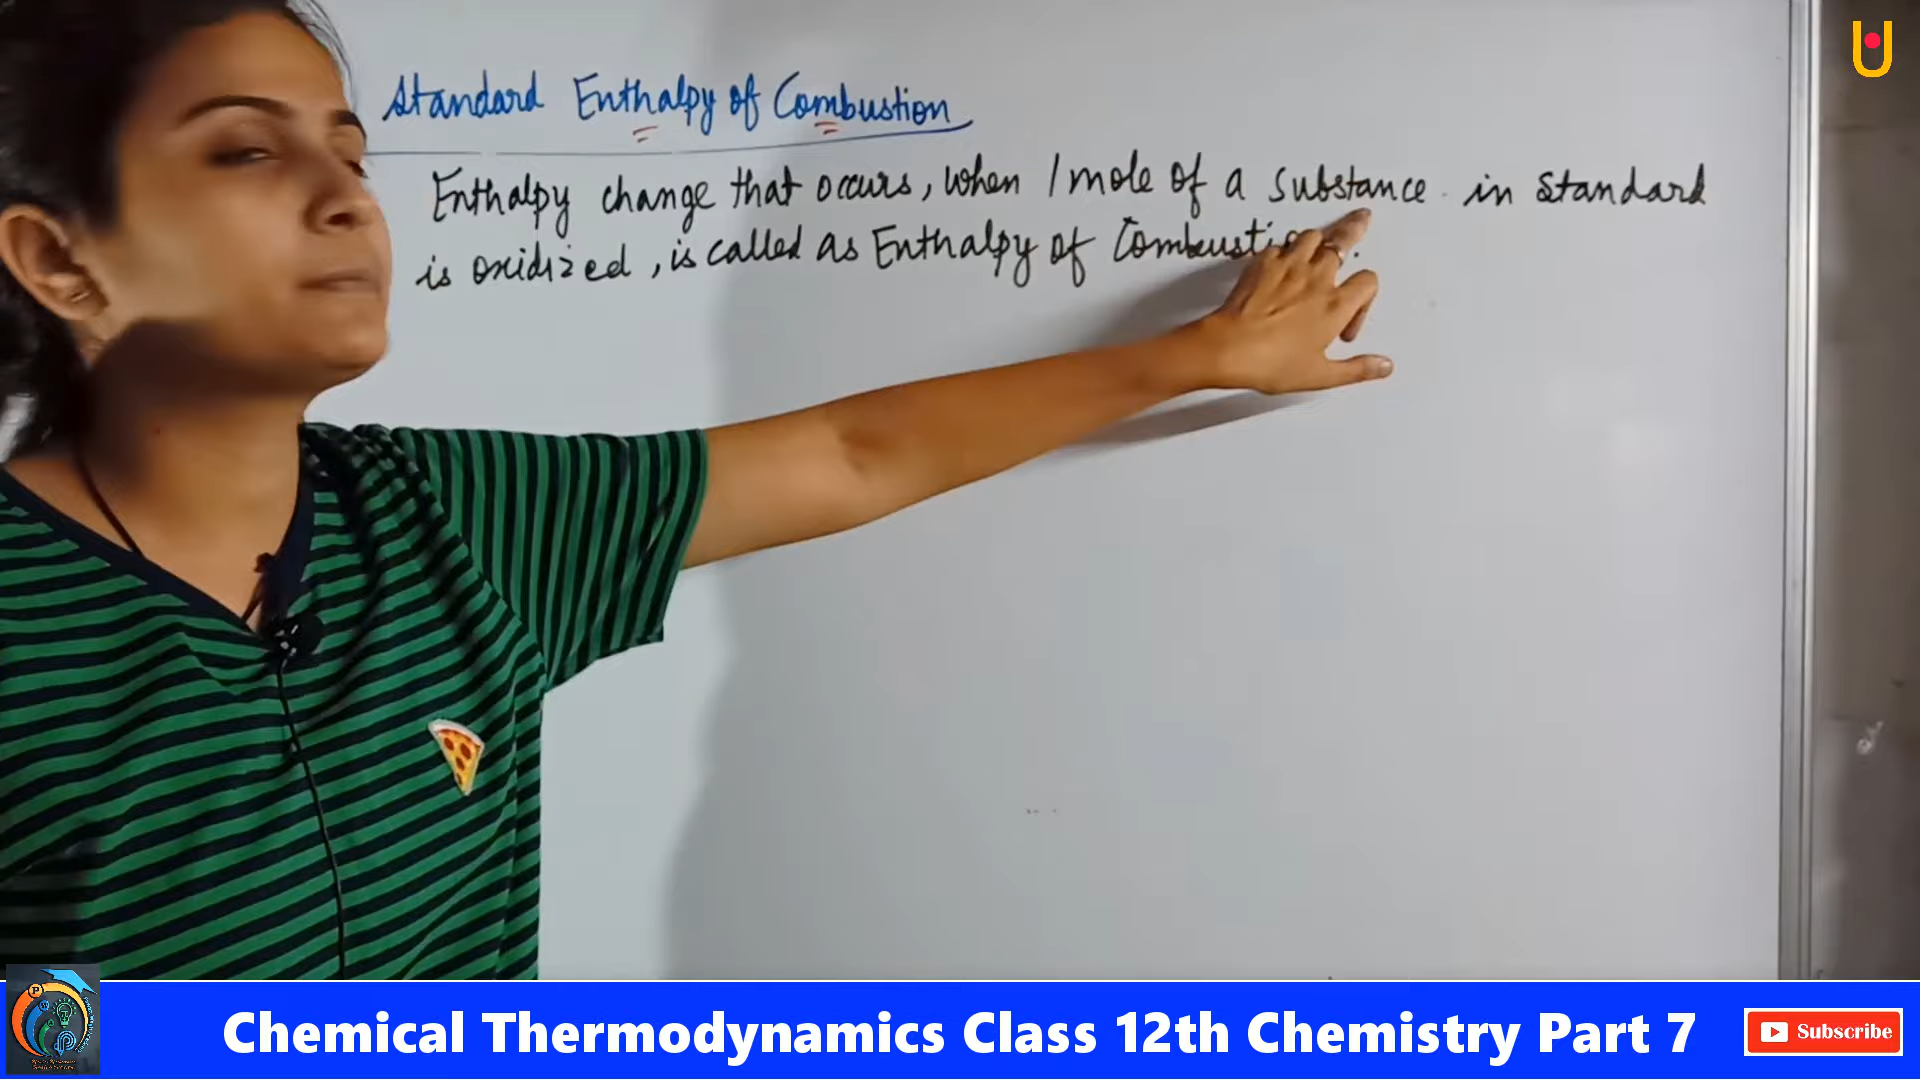 Standard Enthalpy of Combustion
Enthalpy change that occurs, when 1 mole of a substance in standard
is oxidized, is called as Enthalpy of Combustion.
Chemical Thermodynamics Class 12th Chemistry Part 7
Subscribe